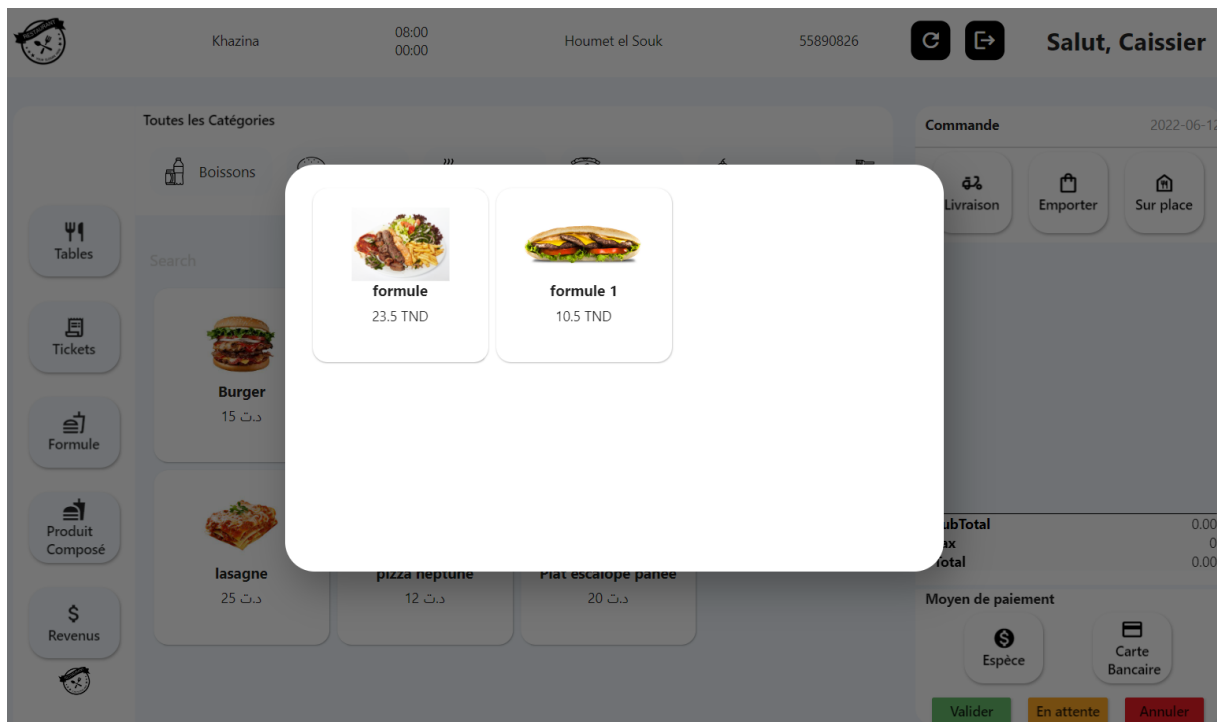 Khazina
08:00
00:00
Houmet el Souk
55890826
Salut, Caissier
Toutes les Catégories
Boissons
Tables
Tickets
Formule
Produit
Composé
$
Revenus
Search
Burger
15 د.ت
lasagne
25 د.ت
pizza neptune
12 د.ت
Plat escalope panée
20 د.ت
formule
23.5 TND
formule 1
10.5 TND
Commande
2022-06-12
Livraison
Emporter
Sur place
ubTotal
0.00
ax
0
Total
0.00
Moyen de paiement
Espèce
Carte
Bancaire
Valider
En attente
Annuler